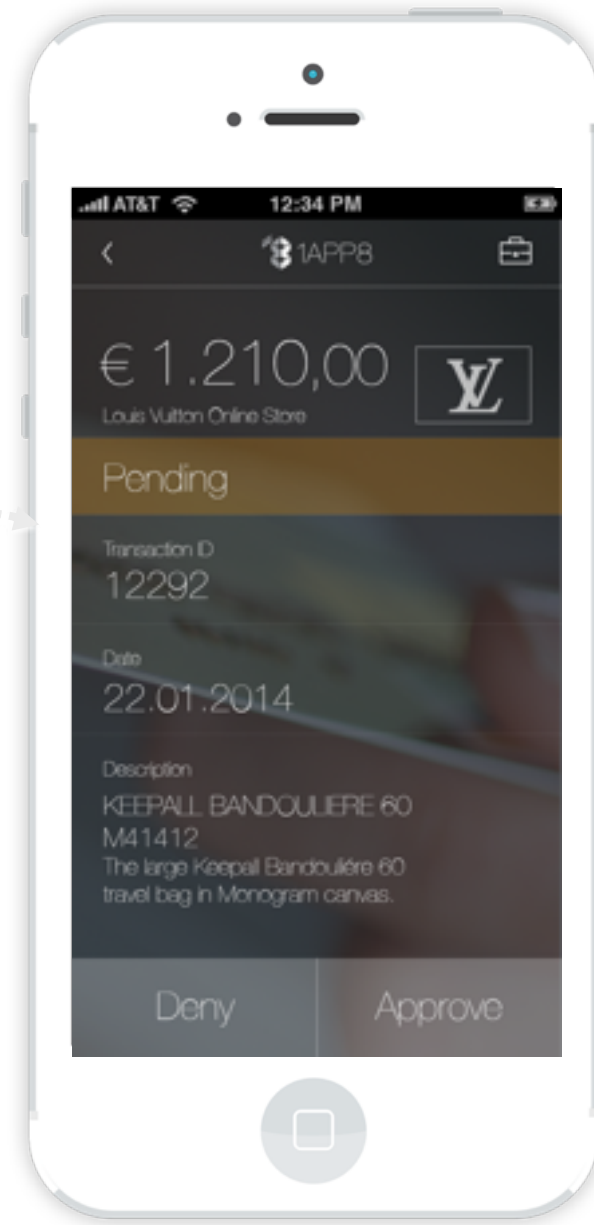 AT&T 12:34 PM
1APP8
€ 1.210,00
LV
Louis Vuitton Online Store
Pending
Transaction ID
12292
Date
22.01.2014
Description
KEEPALL BANDOULIERE 60
M41412
The large Keepall Bandouliére 60
travel bag in Monogram canvas.
Deny Approve